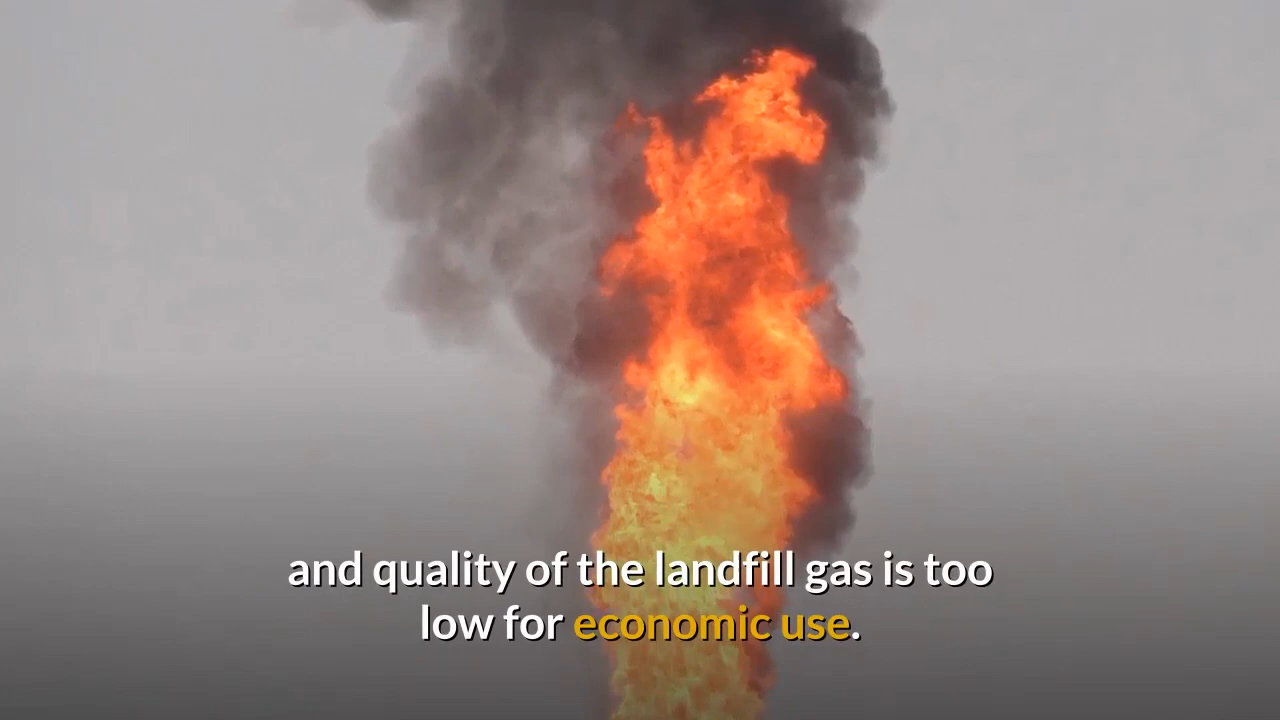 and quality of the landfill gas is too
low for economic use.